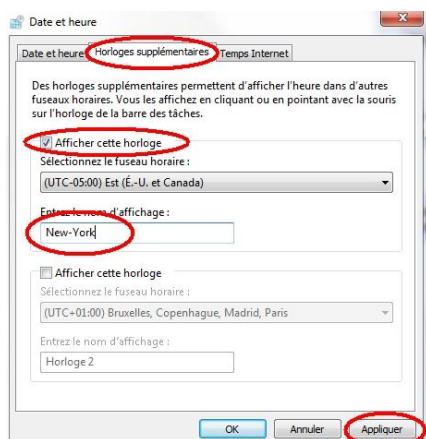 Date et heure
Date et heure Horloges supplémentaires Temps Internet
Des horloges supplémentaires permettent d'afficher l'heure dans d'autres
fuseaux horaires. Vous les affichez en cliquant ou en pointant avec la souris
sur l'horloge de la barre des tâches.
Afficher cette horloge
Sélectionnez le fuseau horaire :
(UTC-05:00) Est (É.-U. et Canada)
Entrez le nom d'affichage :
New-York
Afficher cette horloge
Sélectionnez le fuseau horaire :
(UTC+01:00) Bruxelles, Copenhague, Madrid, Paris
Entrez le nom d'affichage :
Horloge 2
OK Annuler Appliquer